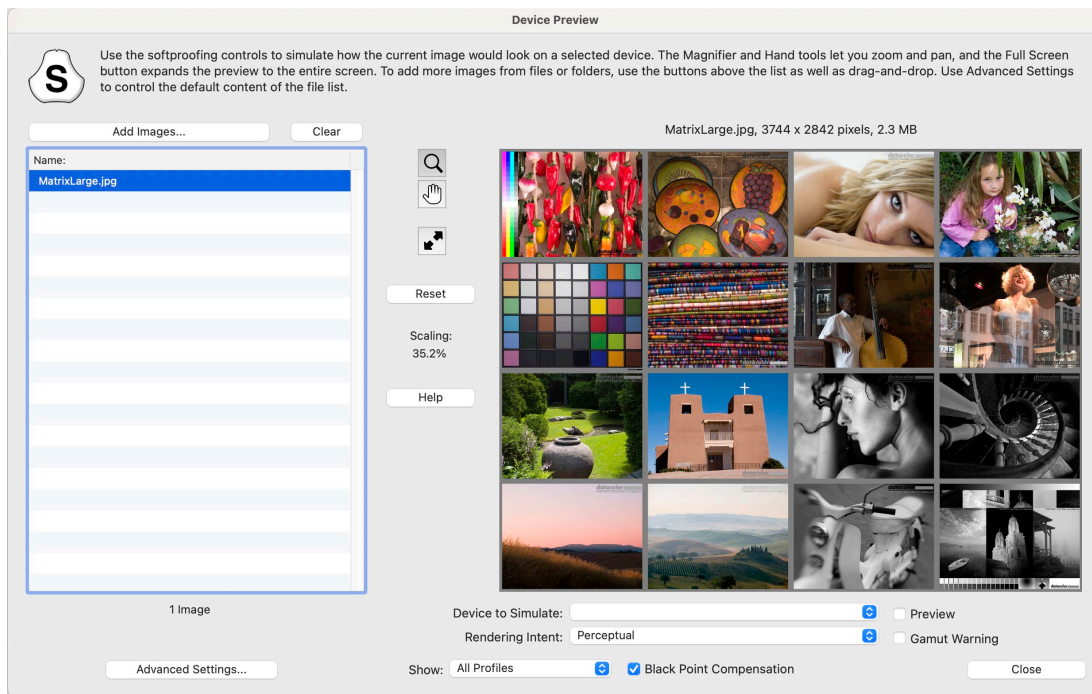 Device Preview
S
Use the softproofing controls to simulate how the current image would look on a selected device. The Magnifier and Hand tools let you zoom and pan, and the Full Screen
button expands the preview to the entire screen. To add more images from files or folders, use the buttons above the list as well as drag-and-drop. Use Advanced Settings
to control the default content of the file list.
Add Images...
Clear
MatrixLarge.jpg, 3744 x 2842 pixels, 2.3 MB
Name:
MatrixLarge.jpg
Reset
Scaling:
35.2%
Help
1 Image
Device to Simulate:
Preview
Rendering Intent: Perceptual
Gamut Warning
Advanced Settings...
Show: All Profiles
Black Point Compensation
Close